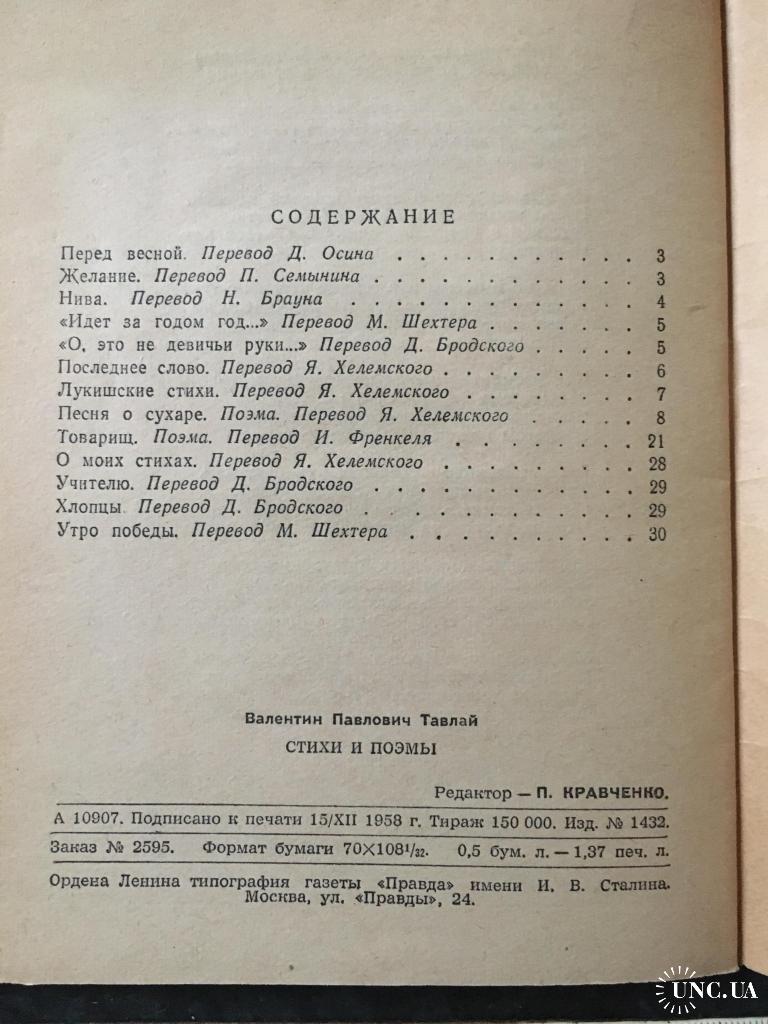 СОДЕРЖАНИЕ
Перед весной. Перевод Д. Осина . . . . . . . . . . . . 3
Желание. Перевод П. Семынина . . . . . . . . . . . . . 3
Нива. Перевод Н. Брауна . . . . . . . . . . . . . . 4
«Идет за годом год...» Перевод М. Шехтера . . . . . . . . 5
«О, это не девичьи руки...» Перевод Д. Бродского . . . . . 5
Последнее слово. Перевод Я. Хелемского . . . . . . . . . 6
Лукишские стихи. Перевод Я. Хелемского . . . . . . . . 7
Песня о сухаре. Поэма. Перевод Я. Хелемского . . . . . . 8
Товарищ. Поэма. Перевод И. Френкеля . . . . . . . . . 21
О моих стихах. Перевод Я. Хелемского . . . . . . . . . . 28
Учителю. Перевод Д. Бродского . . . . . . . . . . . . 29
Хлопцы. Перевод Д. Бродского . . . . . . . . . . . . 29
Утро победы. Перевод М. Шехтера . . . . . . . . . . . 30
Валентин Павлович Тавлай
СТИХИ И ПОЭМЫ
Редактор — П. КРАВЧЕНКО.
А 10907. Подписано к печати 15/XII 1958 г. Тираж 150 000. Изд. № 1432.
Заказ № 2595. Формат бумаги 70×108¹/₃₂. 0,5 бум. л. — 1,37 печ. л.
Ордена Ленина типография газеты «Правда» имени И. В. Сталина.
Москва, ул. «Правды», 24.
UNC.UA